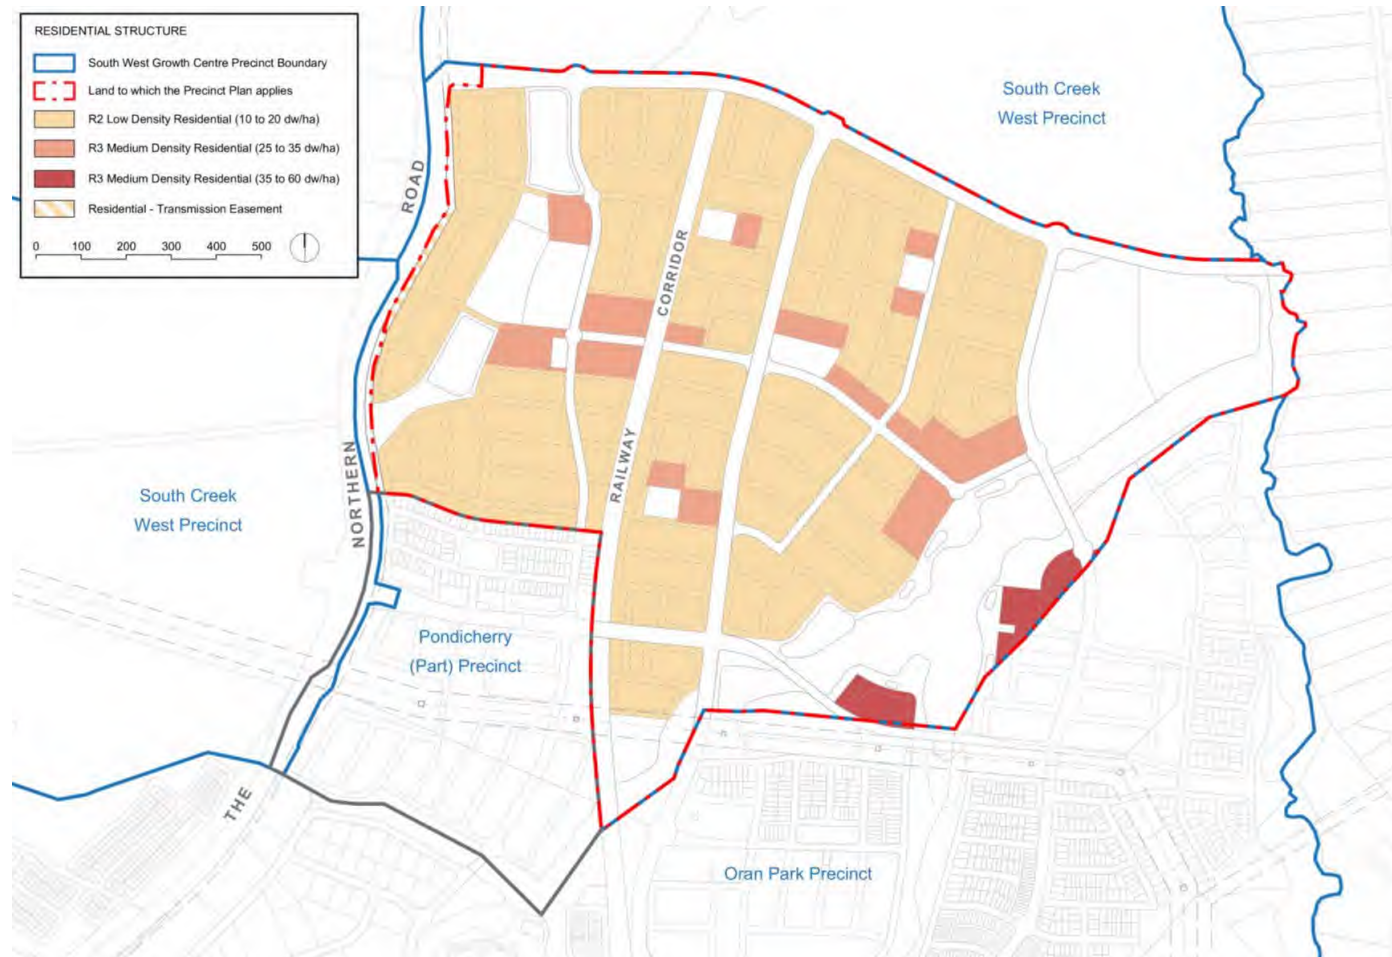 RESIDENTIAL STRUCTURE
South West Growth Centre Precinct Boundary
Land to which the Precinct Plan applies
R2 Low Density Residential (10 to 20 dw/ha)
R3 Medium Density Residential (25 to 35 dw/ha)
R3 Medium Density Residential (35 to 60 dw/ha)
Residential - Transmission Easement
0 100 200 300 400 500
South Creek
West Precinct
ROAD
CORRIDOR
RAILWAY
NORTHERN
South Creek
West Precinct
Pondicherry
(Part) Precinct
THE
Oran Park Precinct